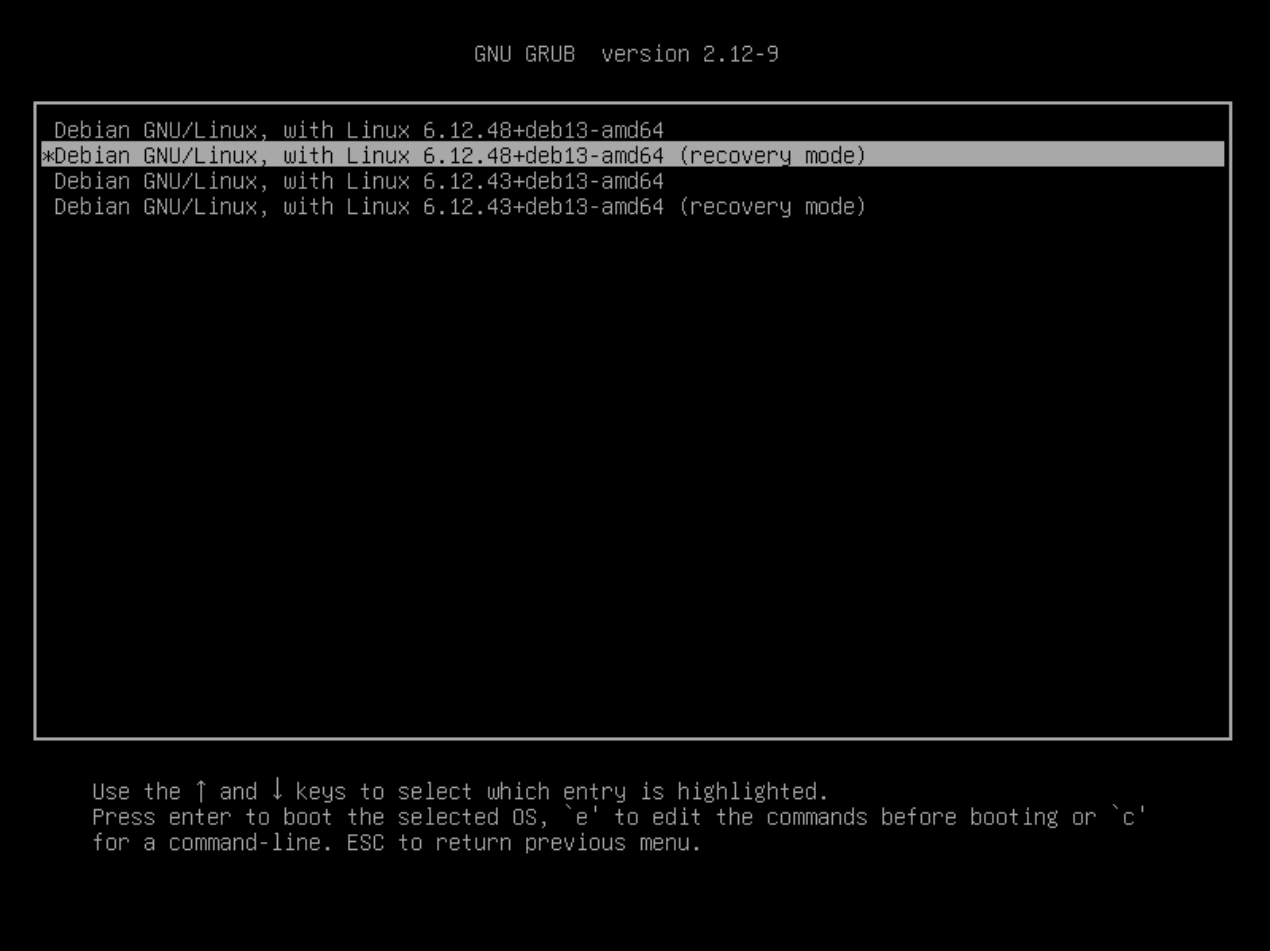 GNU GRUB  version 2.12-9
Debian GNU/Linux, with Linux 6.12.48+deb13-amd64
*Debian GNU/Linux, with Linux 6.12.48+deb13-amd64 (recovery mode)
Debian GNU/Linux, with Linux 6.12.43+deb13-amd64
Debian GNU/Linux, with Linux 6.12.43+deb13-amd64 (recovery mode)
Use the ↑ and ↓ keys to select which entry is highlighted.
Press enter to boot the selected OS, `e' to edit the commands before booting or `c'
for a command-line. ESC to return previous menu.